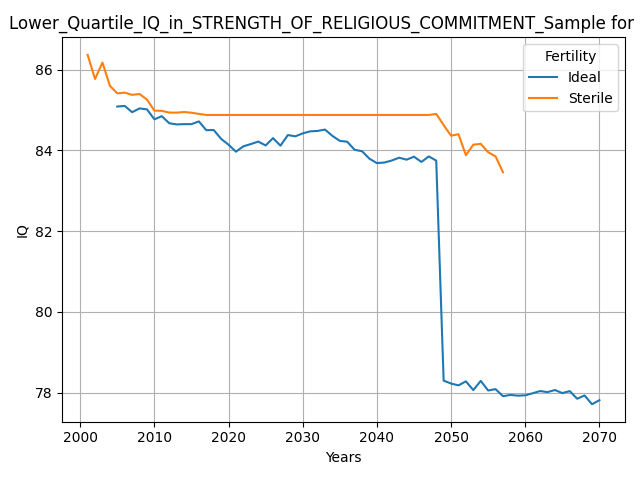 Lower_Quartile_IQ_in_STRENGTH_OF_RELIGIOUS_COMMITMENT_Sample for
Fertility
Ideal
Sterile
IQ
86
84
82
80
78
2000 2010 2020 2030 2040 2050 2060 2070
Years